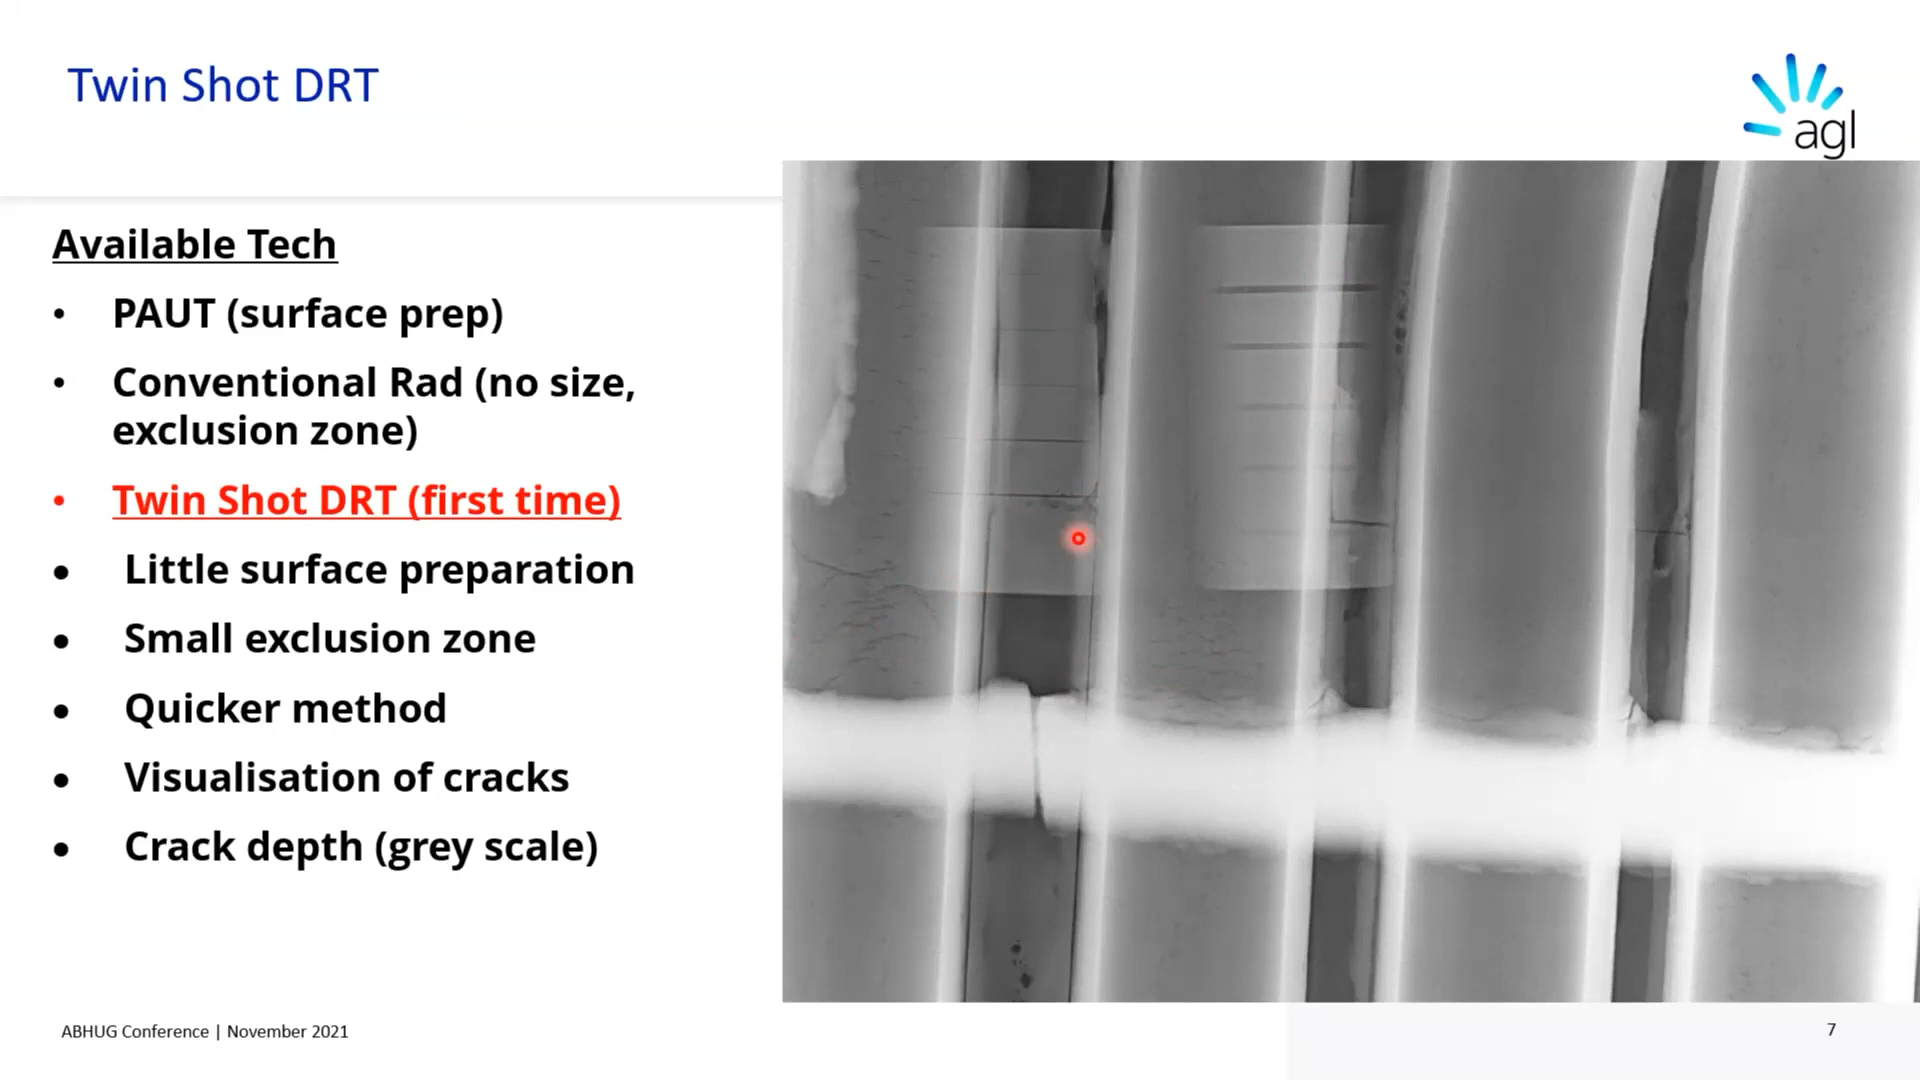 Twin Shot DRT
agl
Available Tech
• PAUT (surface prep)
• Conventional Rad (no size,
exclusion zone)
• Twin Shot DRT (first time)
• Little surface preparation
• Small exclusion zone
• Quicker method
• Visualisation of cracks
• Crack depth (grey scale)
ABHUG Conference | November 2021
7